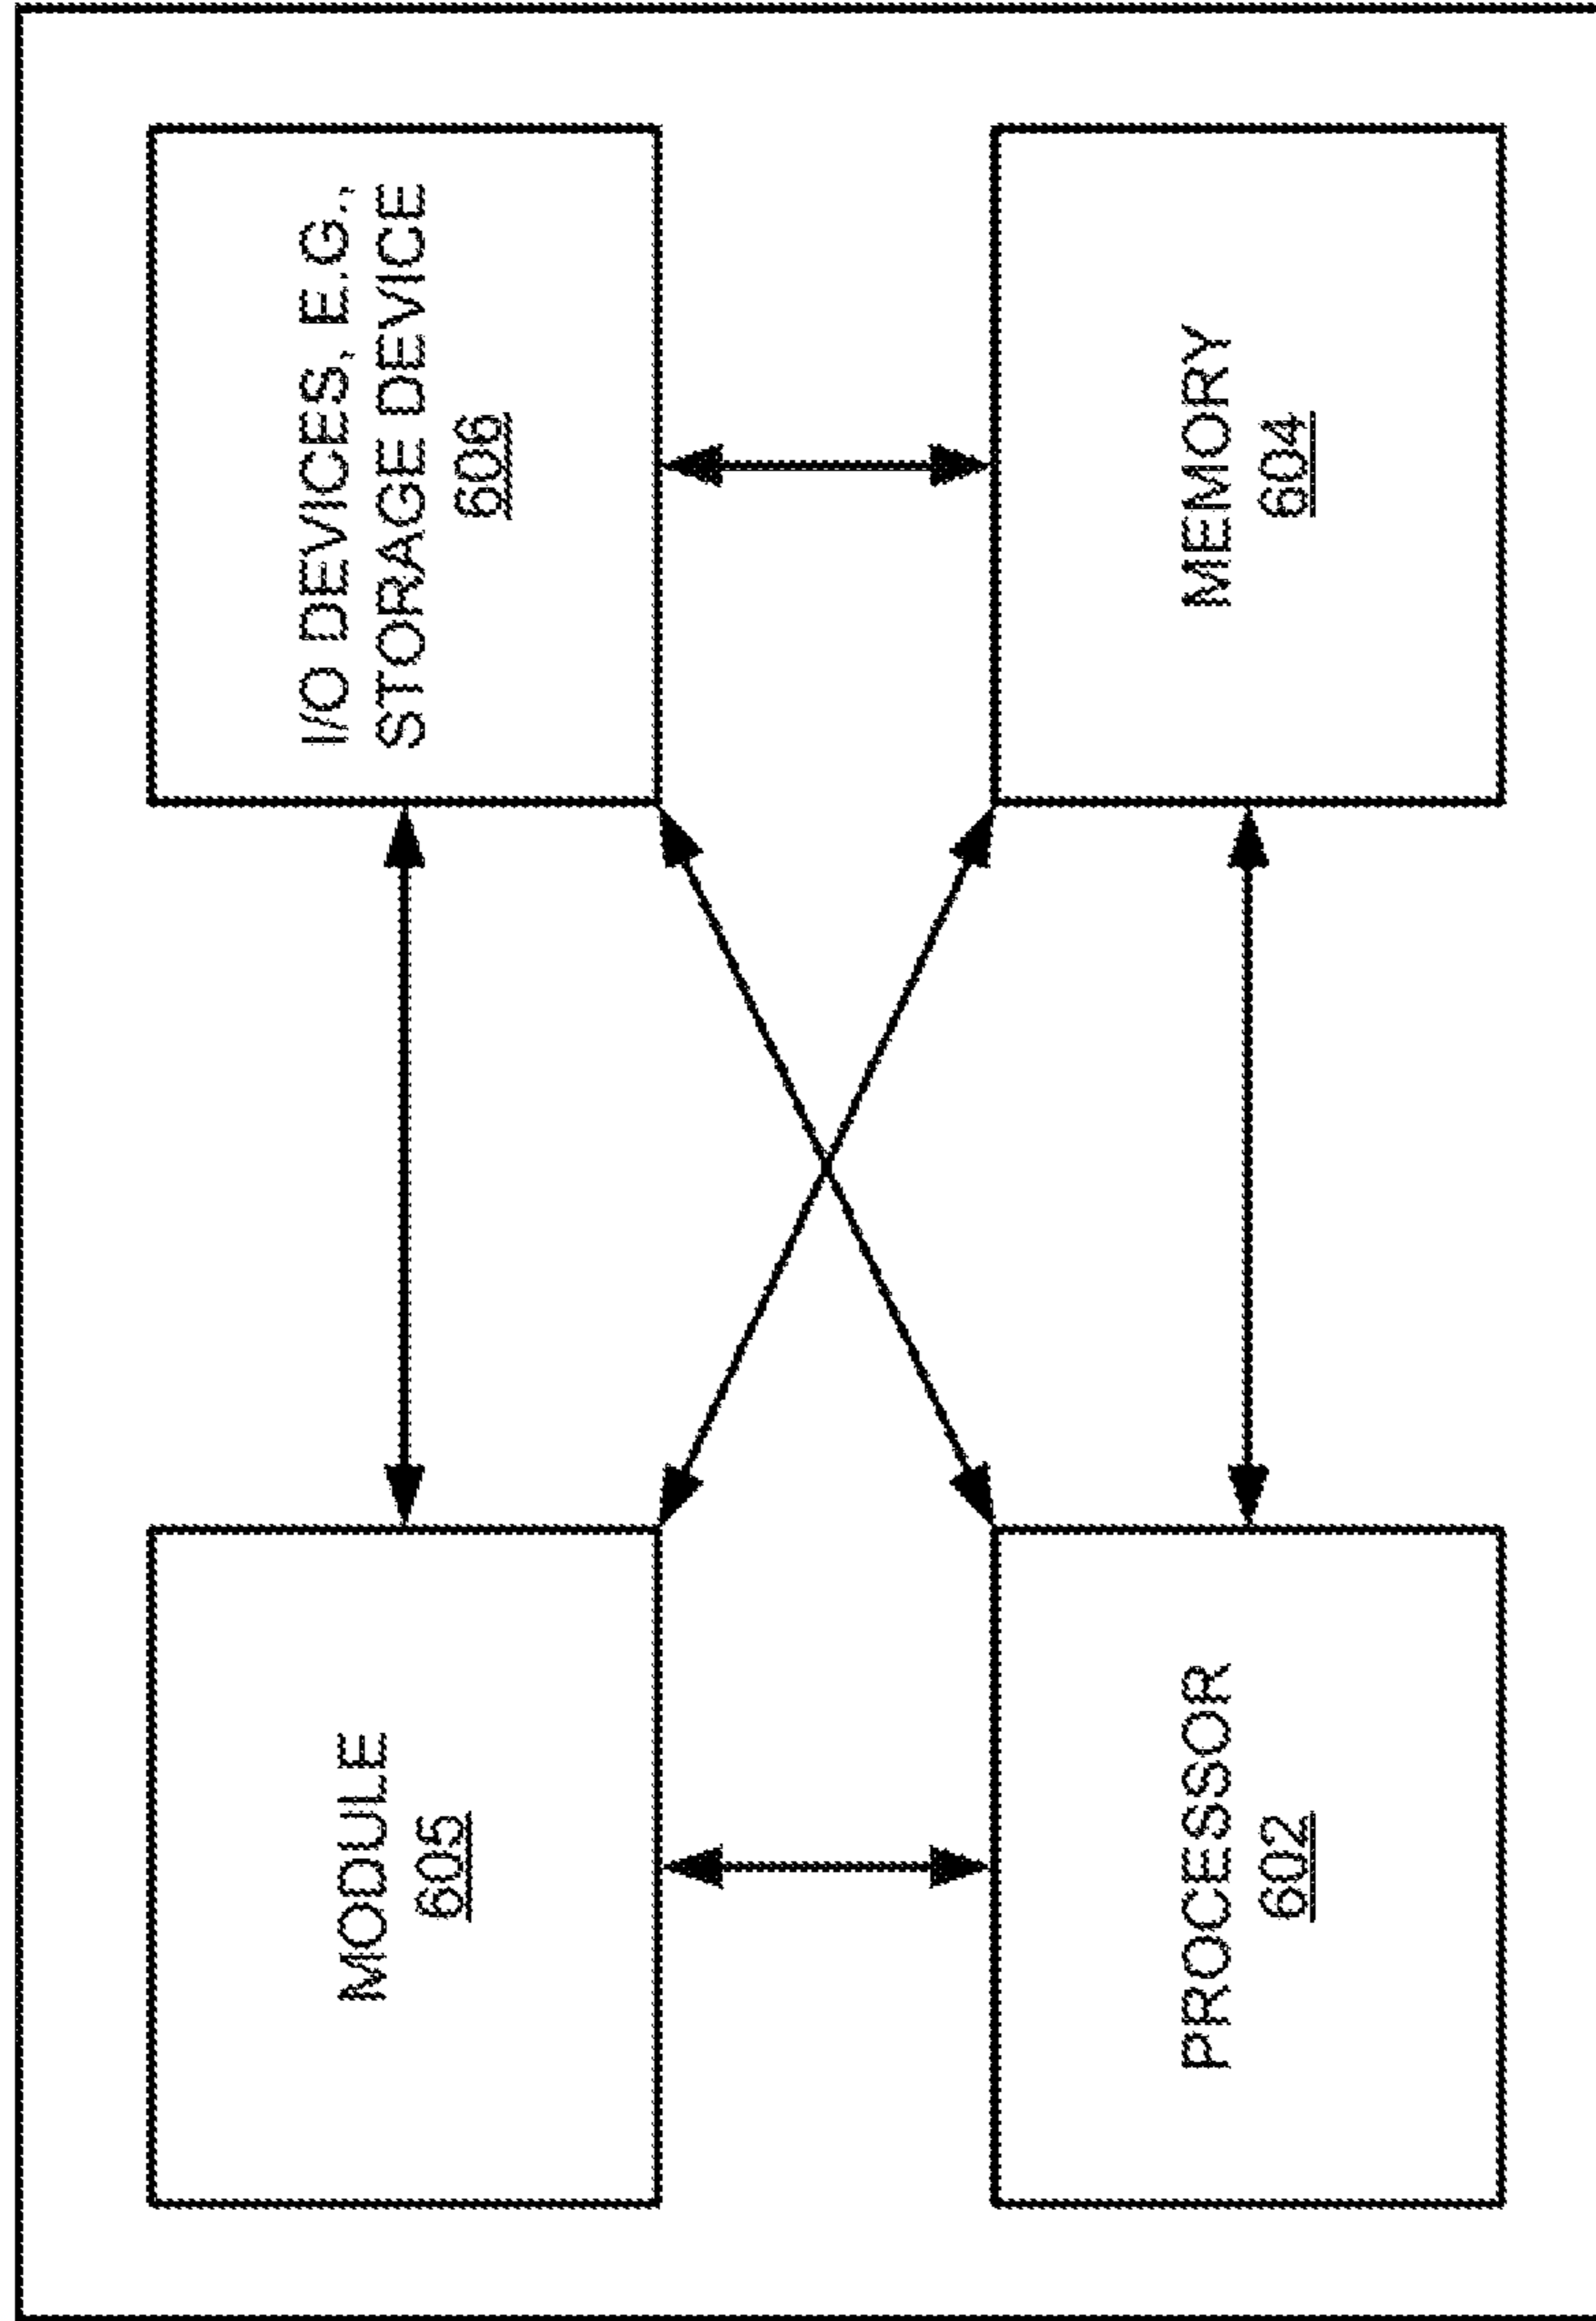 MODULE
605
I/O DEVICES, E.G.,
STORAGE DEVICE
606
PROCESSOR
602
MEMORY
604